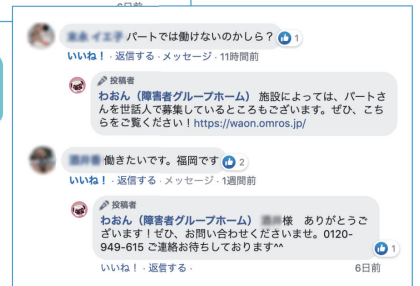 6日前
パートでは働けないのかしら？ 1
いいね！・返信する・メッセージ・11時間前
投稿者
わおん（障害者グループホーム） 施設によっては、パートさ
んを世話人で募集しているところもございます。ぜひ、こち
らをご覧ください！https://waon.omros.jp/
働きたいです。福岡です 2
いいね！・返信する・メッセージ・1週間前
投稿者
わおん（障害者グループホーム） 様　ありがとうご
ざいます！ぜひ、お問い合わせくださいませ。0120-
949-615 ご連絡お待ちしております^^ 1
いいね！・返信する・ 6日前